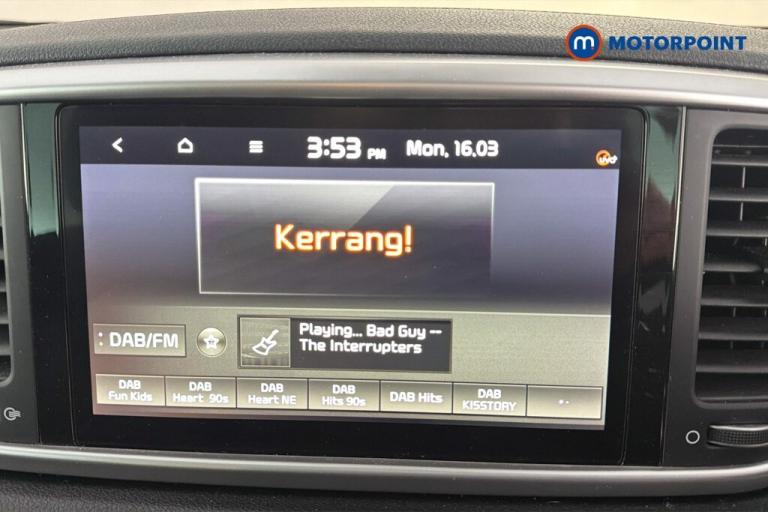 m MOTORPOINT
3:53 PM Mon, 16.03
Kerrang!
: DAB/FM
Playing... Bad Guy --
The Interrupters
DAB
Fun Kids
DAB
Heart 90s
DAB
Heart NE
DAB
Hits 90s
DAB Hits
DAB
KISSTORY